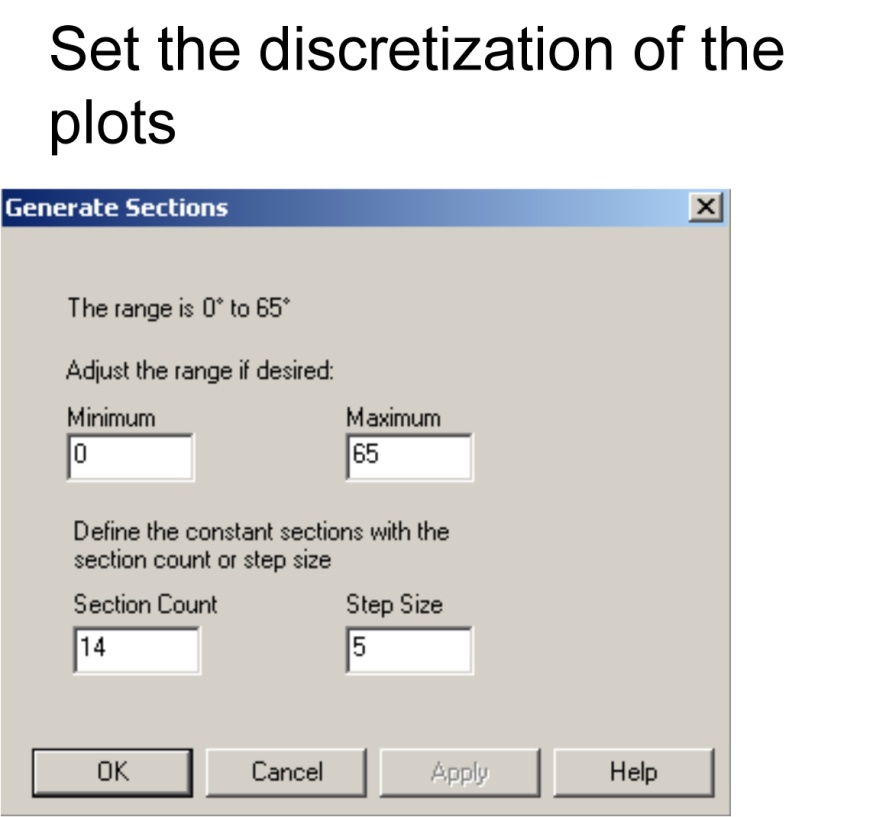 Set the discretization of the
plots
Generate Sections
The range is 0° to 65°
Adjust the range if desired:
Minimum Maximum
0 65
Define the constant sections with the
section count or step size
Section Count Step Size
14 5
OK Cancel Apply Help